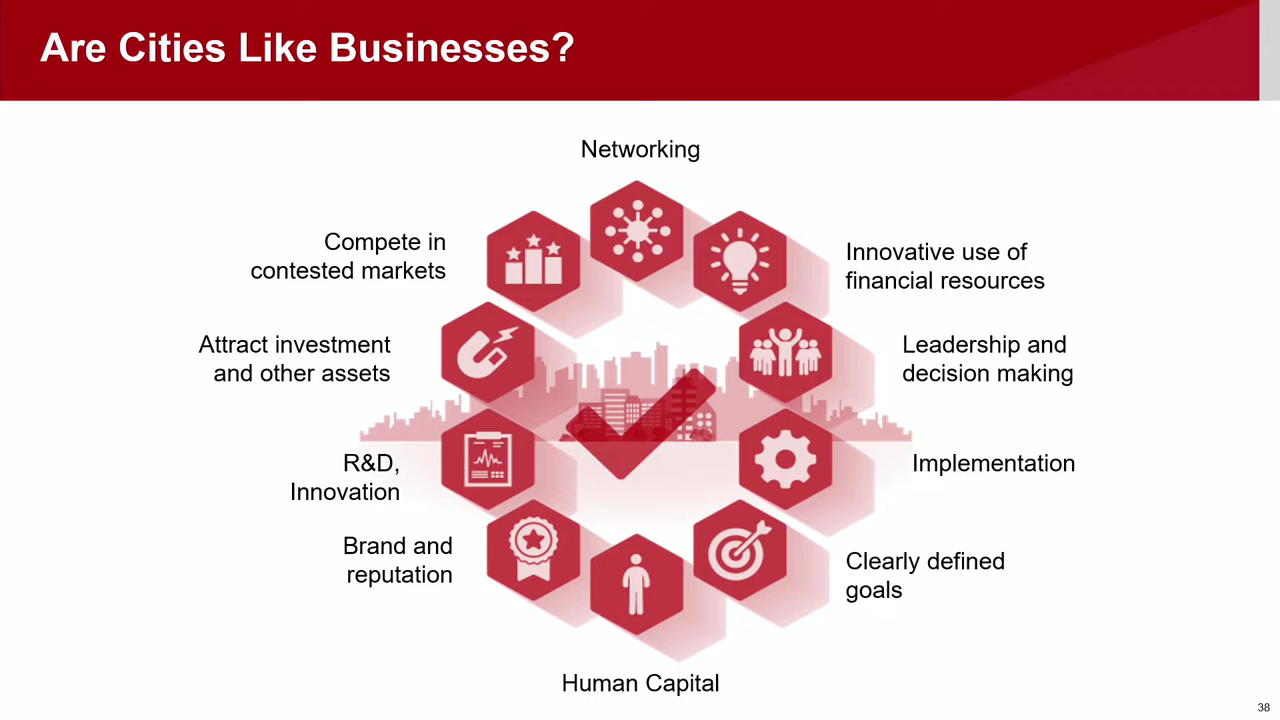 Are Cities Like Businesses?
Networking
Compete in
contested markets
Innovative use of
financial resources
Attract investment
and other assets
Leadership and
decision making
R&D,
Innovation
Implementation
Brand and
reputation
Clearly defined
goals
Human Capital
38